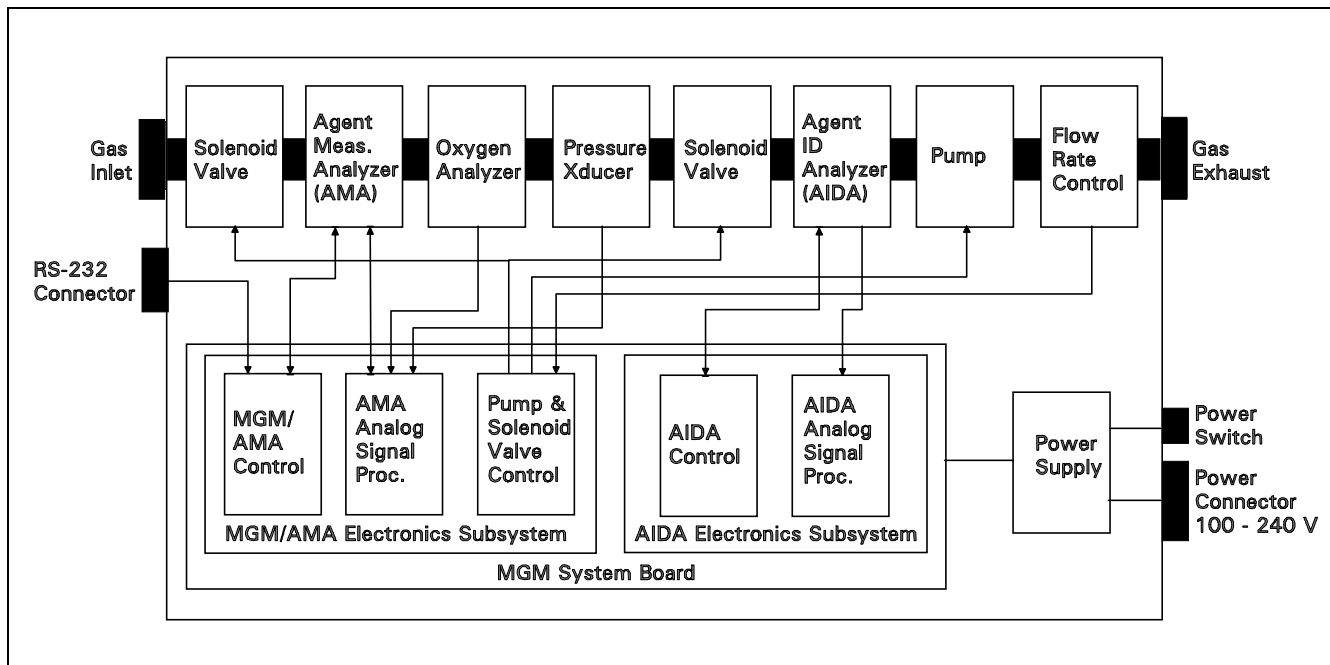 Gas
Inlet
Solenoid
Valve
Agent
Meas.
Analyzer
(AMA)
Oxygen
Analyzer
Pressure
Xducer
Solenoid
Valve
Agent
ID
Analyzer
(AIDA)
Pump
Flow
Rate
Control
Gas
Exhaust
RS-232
Connector
MGM/
AMA
Control
AMA
Analog
Signal
Proc.
Pump &
Solenoid
Valve
Control
MGM/AMA Electronics Subsystem
AIDA
Control
AIDA
Analog
Signal
Proc.
AIDA Electronics Subsystem
MGM System Board
Power
Supply
Power
Switch
Power
Connector
100 - 240 V